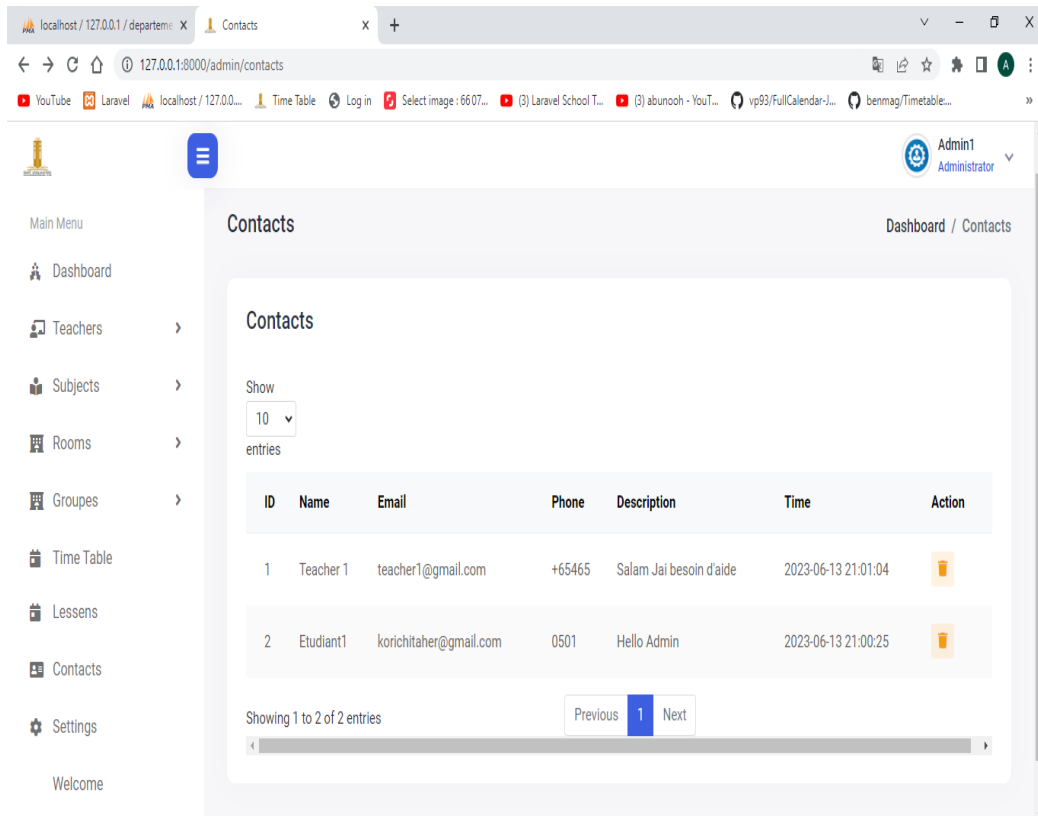 localhost / 127.0.0.1 / departeme
Contacts
127.0.0.1:8000/admin/contacts
A
YouTube Laravel localhost / 127.0.0.... Time Table Log in Select image : 6607... (3) Laravel School T... (3) abunooh - YouT... vp93/FullCalendar-J... benmag/Timetable:... »
Admin1
Administrator
Main Menu
Dashboard
Teachers
Subjects
Rooms
Groupes
Time Table
Lessens
Contacts
Settings
Welcome
Contacts
Dashboard / Contacts
Contacts
Show
10
entries
ID Name Email Phone Description Time Action
1 Teacher 1 teacher1@gmail.com +65465 Salam Jai besoin d'aide 2023-06-13 21:01:04
2 Etudiant1 korichitaher@gmail.com 0501 Hello Admin 2023-06-13 21:00:25
Showing 1 to 2 of 2 entries
Previous 1 Next